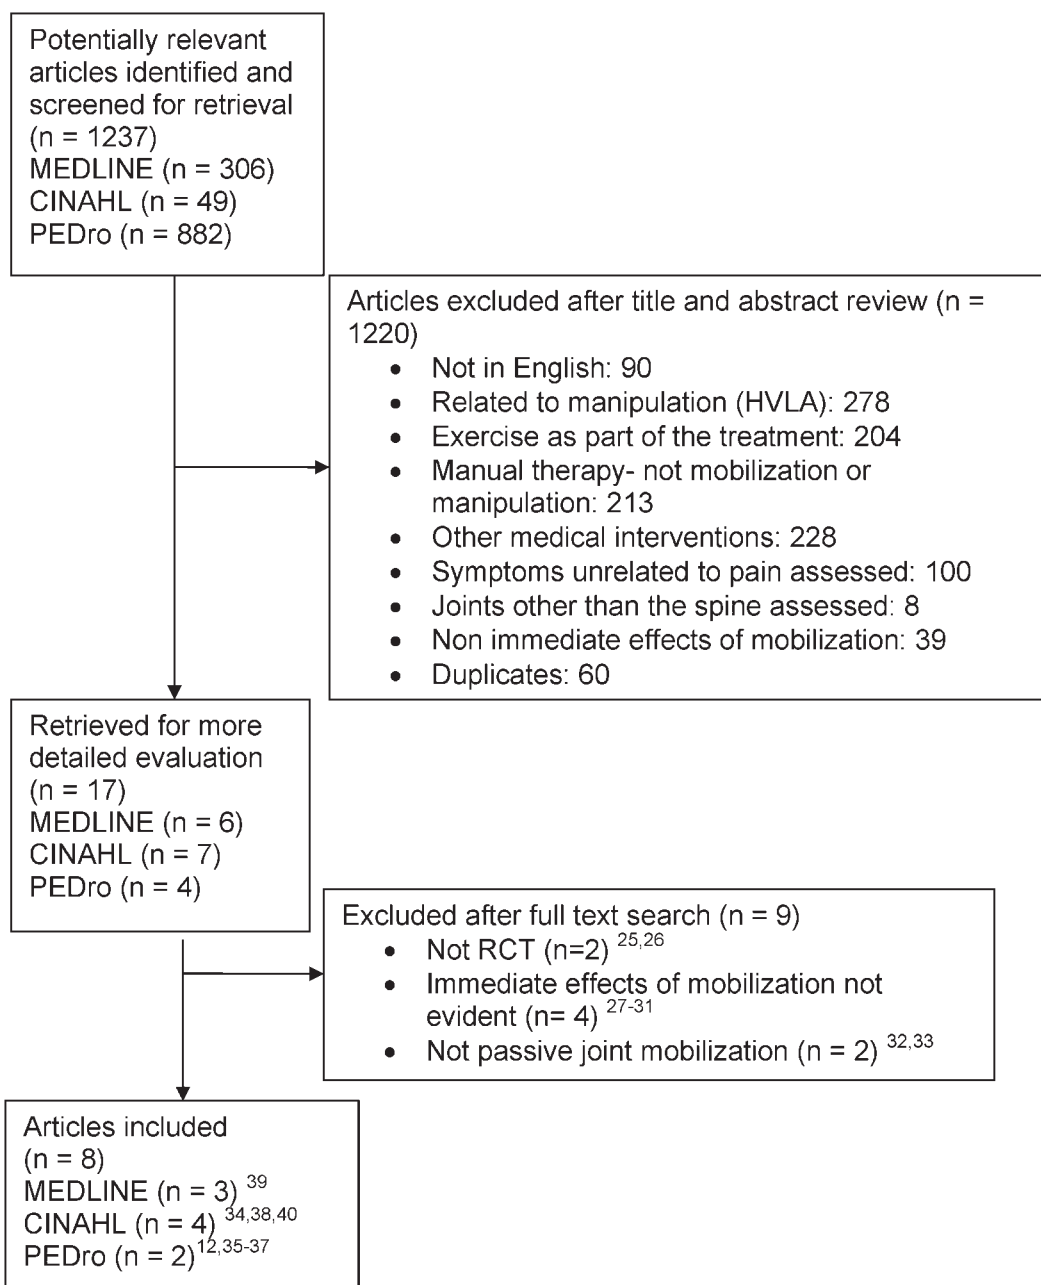 Potentially relevant
articles identified and
screened for retrieval
(n = 1237)
MEDLINE (n = 306)
CINAHL (n = 49)
PEDro (n = 882)
Articles excluded after title and abstract review (n =
1220)
• Not in English: 90
• Related to manipulation (HVLA): 278
• Exercise as part of the treatment: 204
• Manual therapy- not mobilization or
manipulation: 213
• Other medical interventions: 228
• Symptoms unrelated to pain assessed: 100
• Joints other than the spine assessed: 8
• Non immediate effects of mobilization: 39
• Duplicates: 60
Retrieved for more
detailed evaluation
(n = 17)
MEDLINE (n = 6)
CINAHL (n = 7)
PEDro (n = 4)
Excluded after full text search (n = 9)
• Not RCT (n=2) 25,26
• Immediate effects of mobilization not
evident (n= 4) 27-31
• Not passive joint mobilization (n = 2) 32,33
Articles included
(n = 8)
MEDLINE (n = 3) 39
CINAHL (n = 4) 34,38,40
PEDro (n = 2)12,35-37